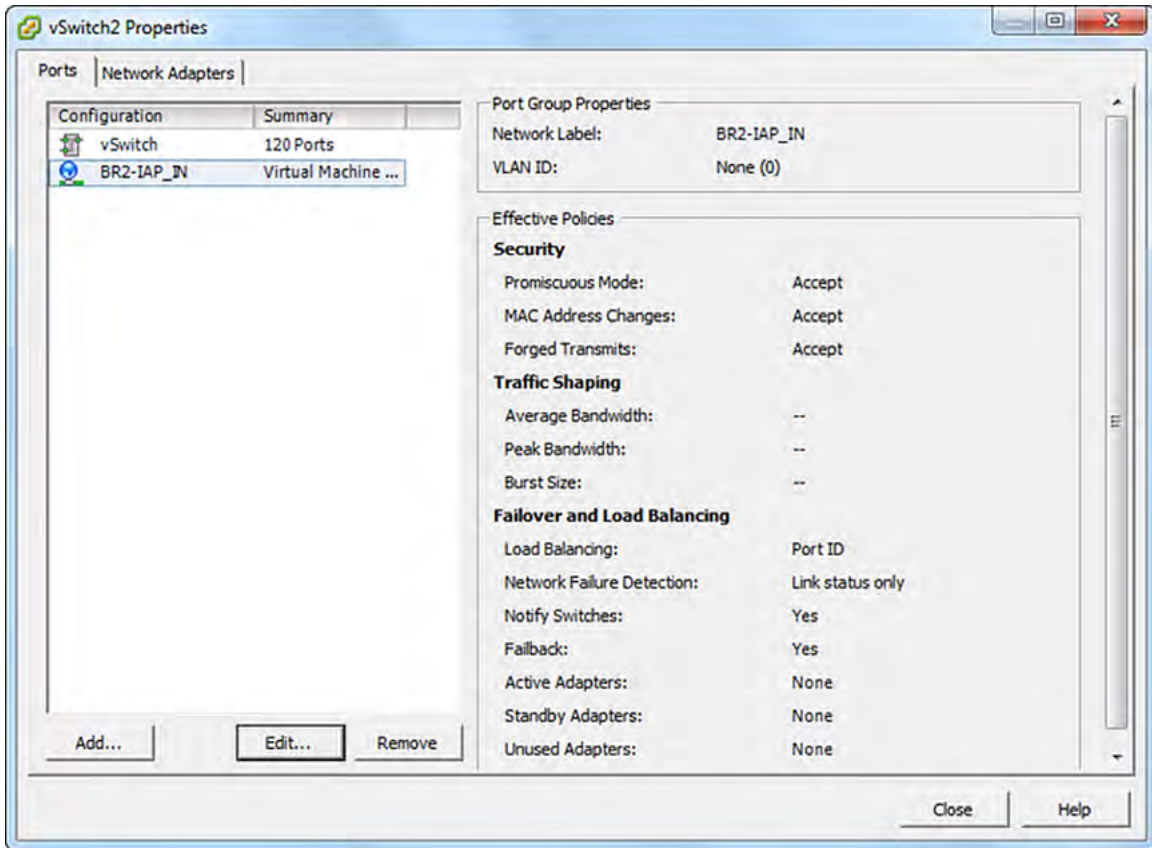 vSwitch2 Properties
Ports Network Adapters
Configuration Summary
vSwitch 120 Ports
BR2-IAP_IN Virtual Machine ...
Add... Edit... Remove
Port Group Properties
Network Label: BR2-IAP_IN
VLAN ID: None (0)
Effective Policies
Security
Promiscuous Mode: Accept
MAC Address Changes: Accept
Forged Transmits: Accept
Traffic Shaping
Average Bandwidth: --
Peak Bandwidth: --
Burst Size: --
Failover and Load Balancing
Load Balancing: Port ID
Network Failure Detection: Link status only
Notify Switches: Yes
Failback: Yes
Active Adapters: None
Standby Adapters: None
Unused Adapters: None
Close Help